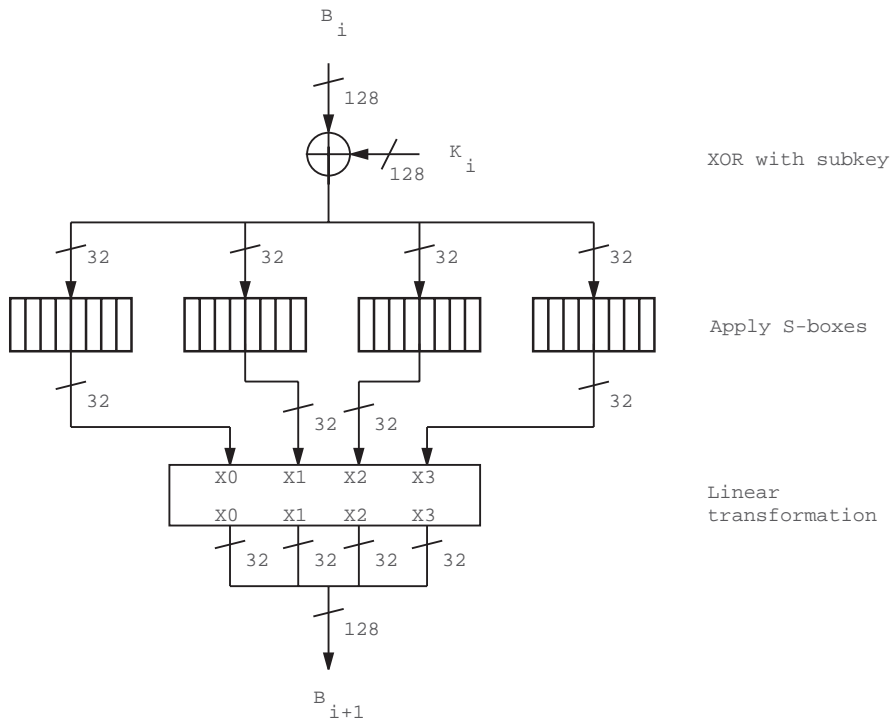 B i
128
K i
128
XOR with subkey
32 32 32 32
Apply S-boxes
32 32 32 32
X0 X1 X2 X3
X0 X1 X2 X3
Linear
transformation
32 32 32 32
128
B i+1